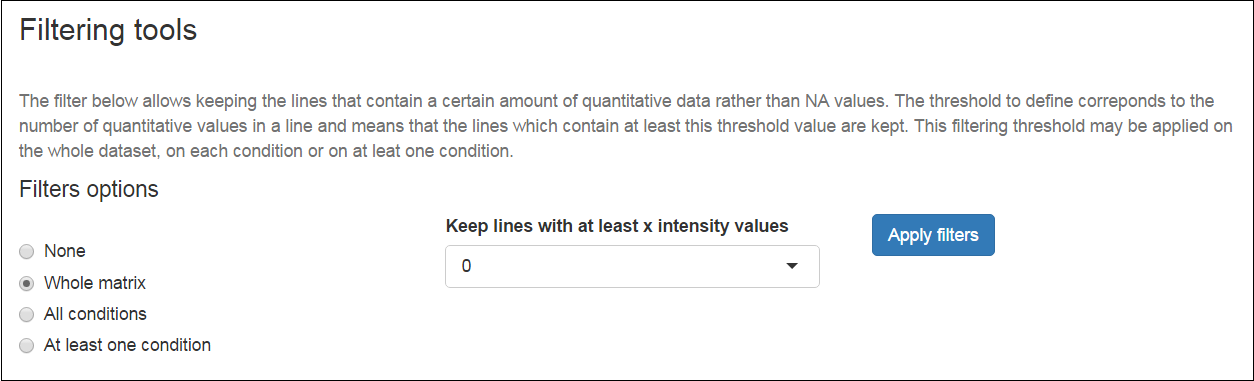 Filtering tools
The filter below allows keeping the lines that contain a certain amount of quantitative data rather than NA values. The threshold to define correponds to the
number of quantitative values in a line and means that the lines which contain at least this threshold value are kept. This filtering threshold may be applied on
the whole dataset, on each condition or on at leat one condition.
Filters options
None
Whole matrix
All conditions
At least one condition
Keep lines with at least x intensity values
0
Apply filters